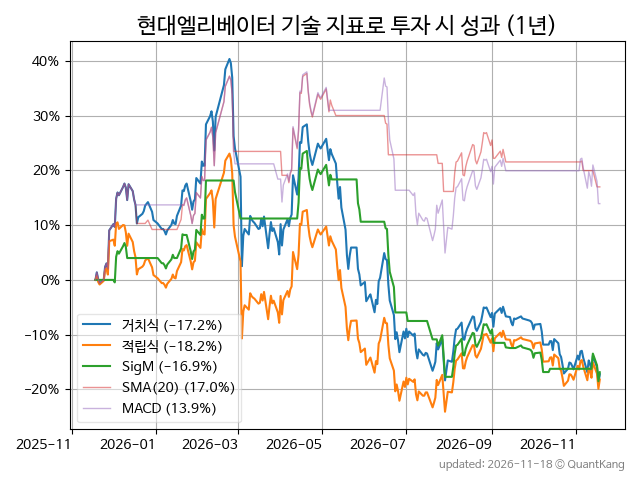 현대엘리베이터 기술 지표로 투자 시 성과 (1년)
40%
30%
20%
10%
0%
−10%
−20%
거치식 (−17.2%)
적립식 (−18.2%)
SigM (−16.9%)
SMA(20) (17.0%)
MACD (13.9%)
2025-11
2026-01
2026-03
2026-05
2026-07
2026-09
2026-11
updated: 2026-11-18 © QuantKang